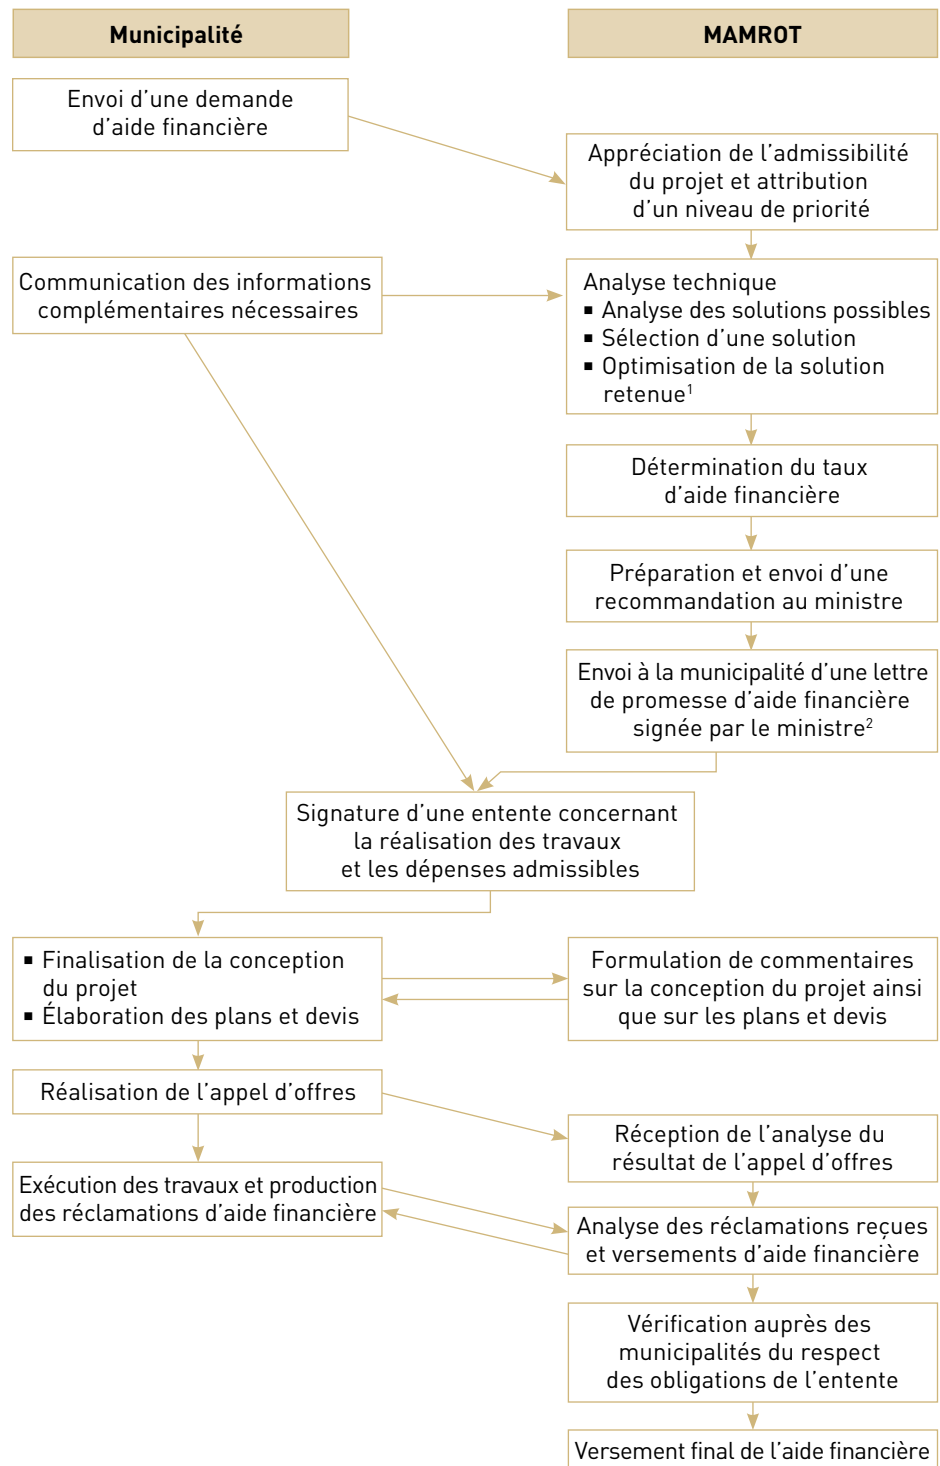 Municipalité
MAMROT
Envoi d’une demande
d’aide financière
Appréciation de l’admissibilité
du projet et attribution
d’un niveau de priorité
Communication des informations
complémentaires nécessaires
Analyse technique
▪ Analyse des solutions possibles
▪ Sélection d’une solution
▪ Optimisation de la solution
retenue¹
Détermination du taux
d’aide financière
Préparation et envoi d’une
recommandation au ministre
Envoi à la municipalité d’une lettre
de promesse d’aide financière
signée par le ministre²
Signature d’une entente concernant
la réalisation des travaux
et les dépenses admissibles
▪ Finalisation de la conception
du projet
▪ Élaboration des plans et devis
Formulation de commentaires
sur la conception du projet ainsi
que sur les plans et devis
Réalisation de l’appel d’offres
Réception de l’analyse du
résultat de l’appel d’offres
Exécution des travaux et production
des réclamations d’aide financière
Analyse des réclamations reçues
et versements d’aide financière
Vérification auprès des
municipalités du respect
des obligations de l’entente
Versement final de l’aide financière